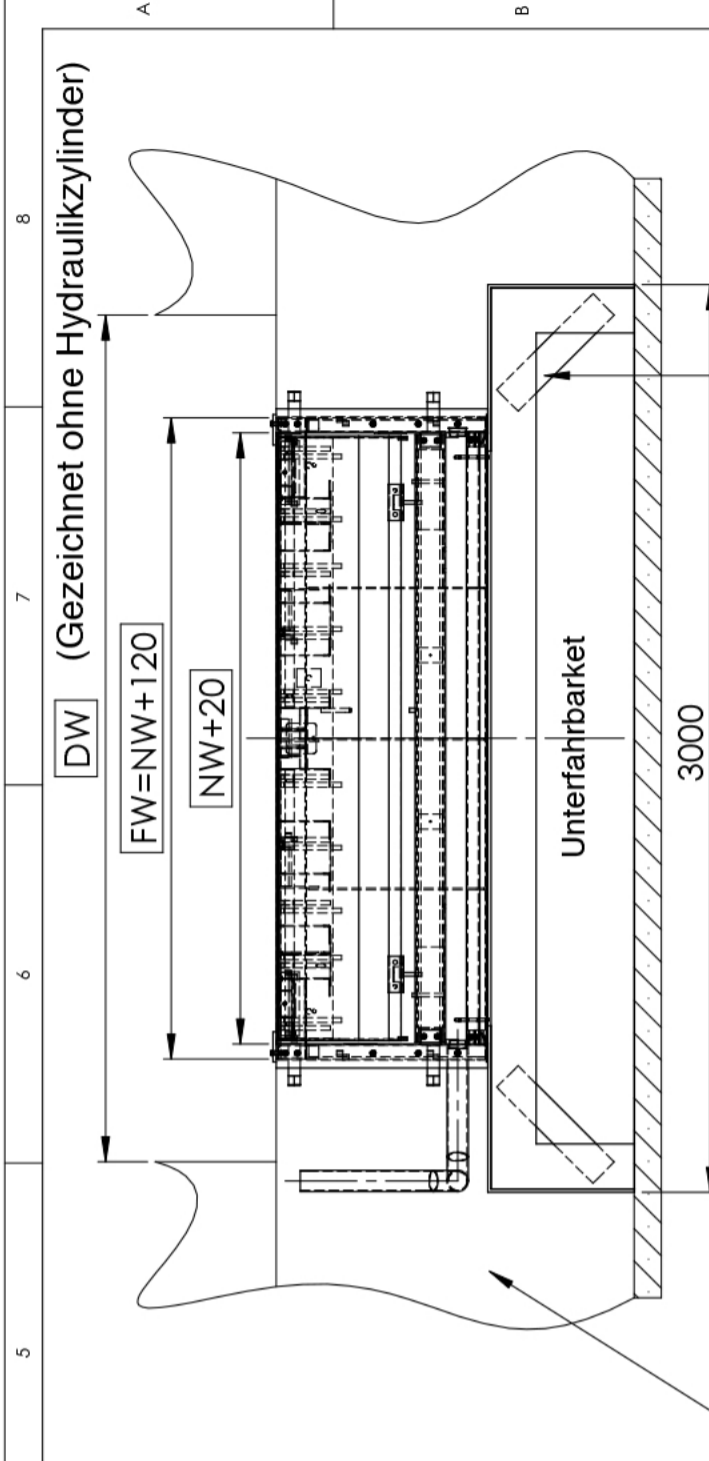 8
7
6
5
A
B
DW (Gezeichnet ohne Hydraulikzylinder)
FW=NW+120
NW+20
Unterfahrbarket
3000